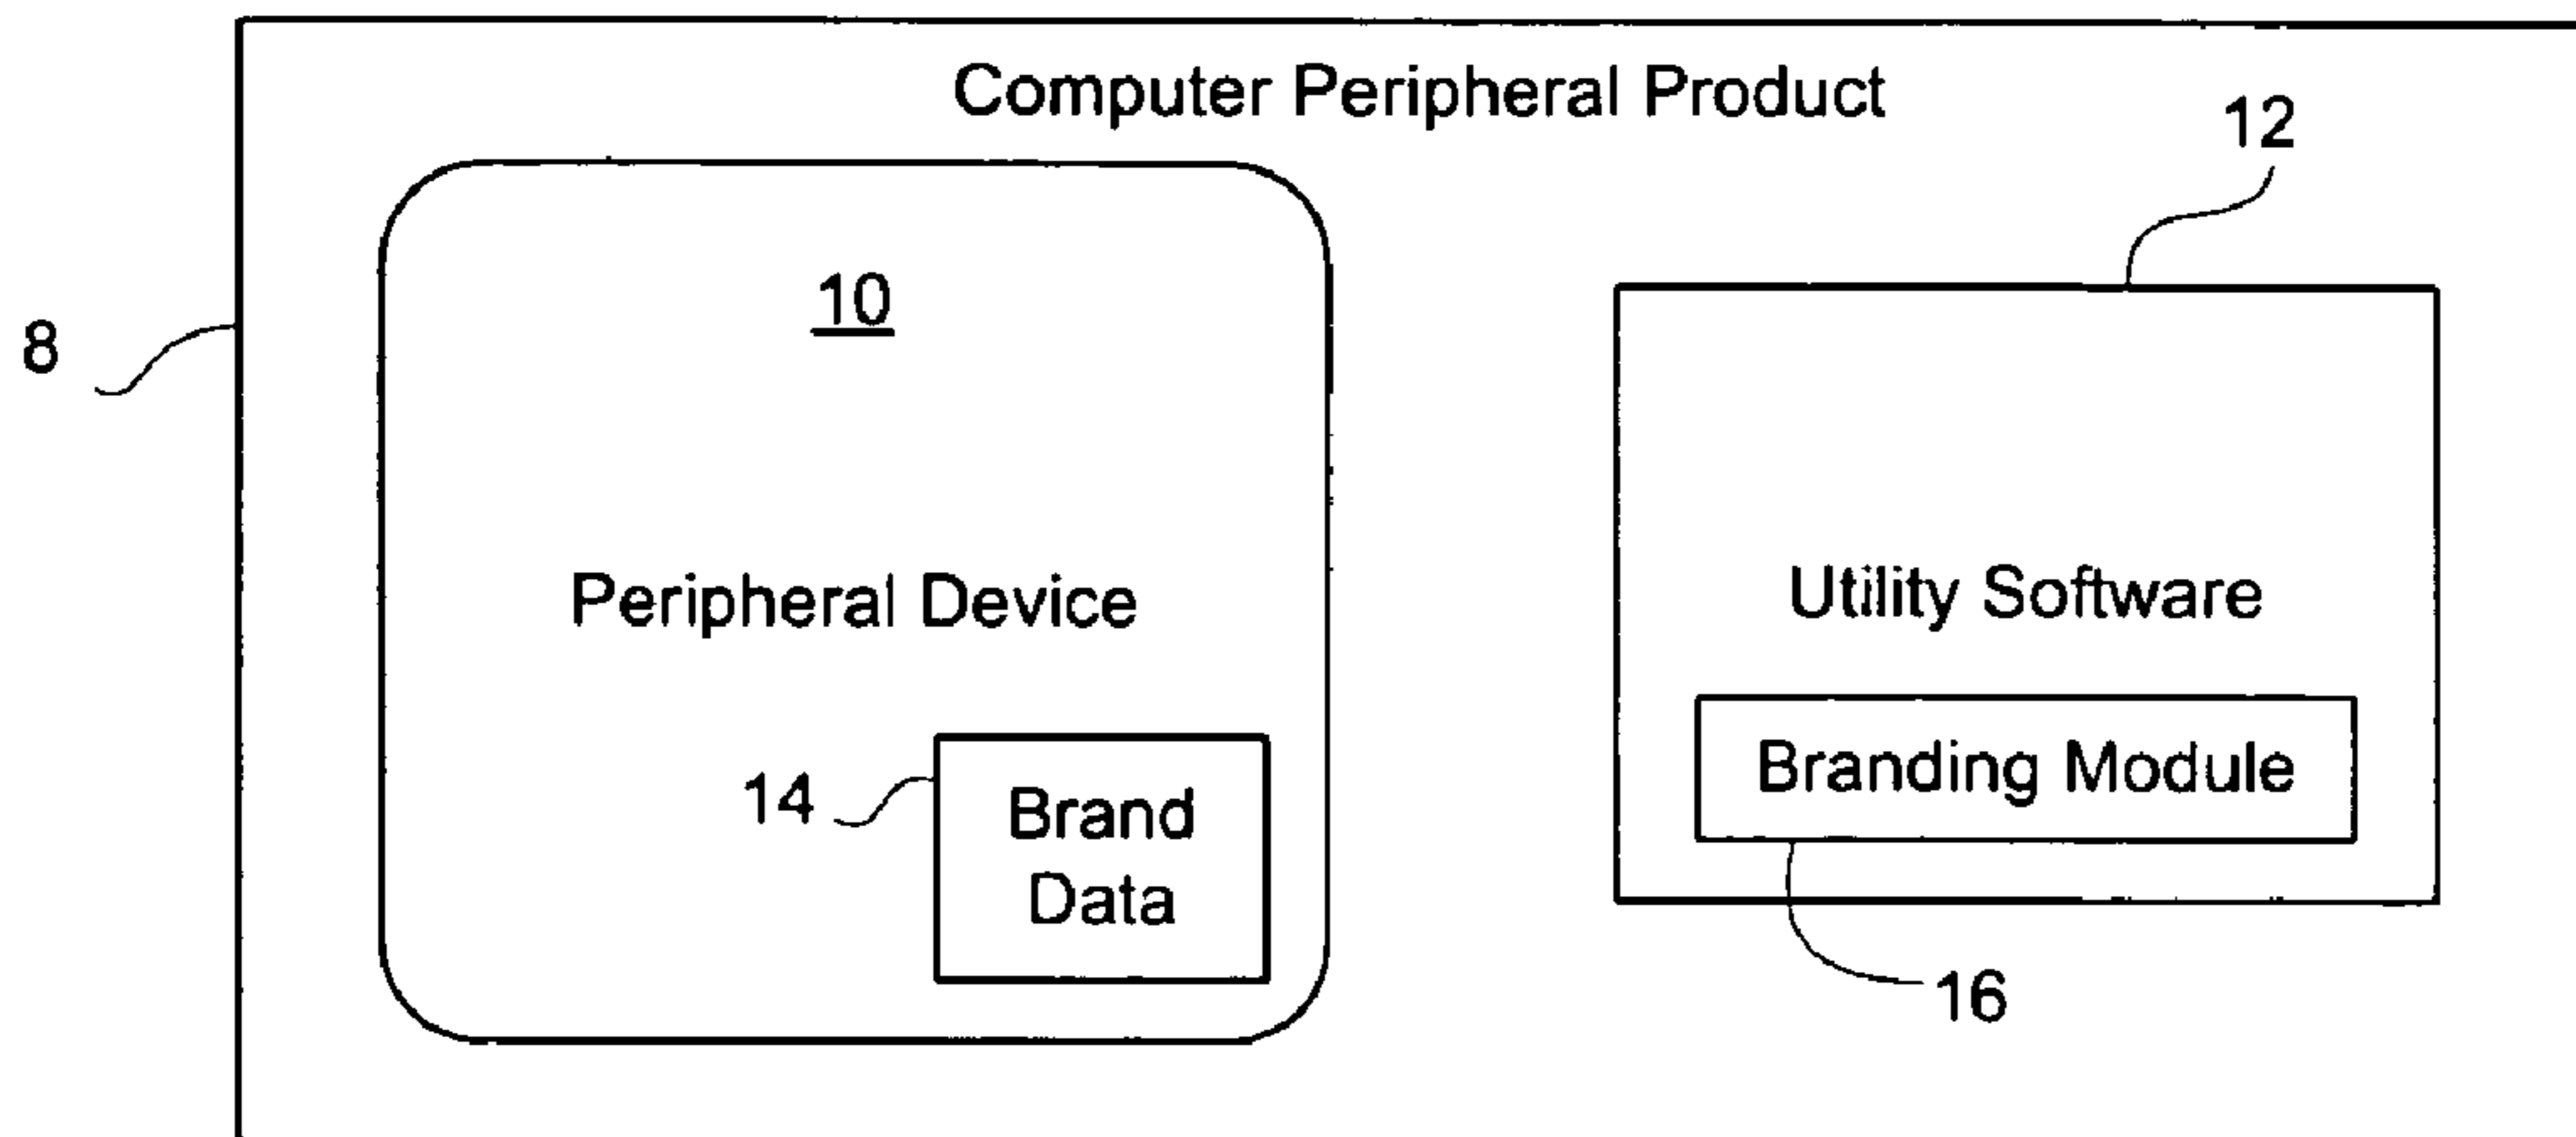 Computer Peripheral Product
12
10
8
Peripheral Device
Utility Software
14
Brand
Data
Branding Module
16